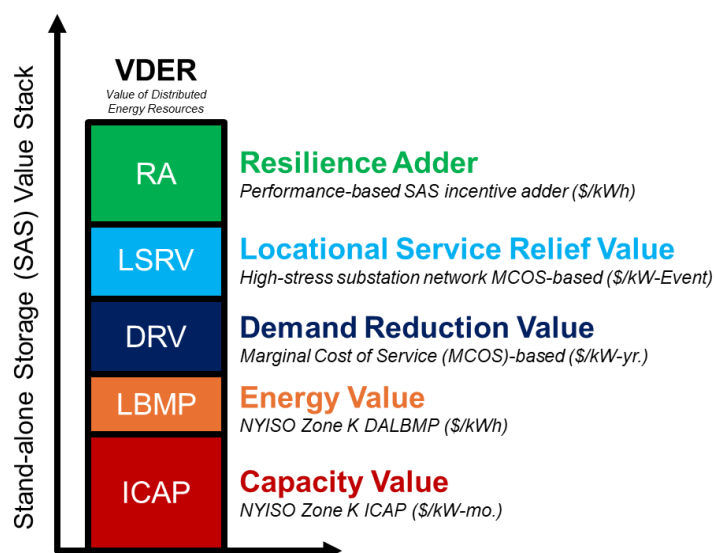 Stand-alone Storage (SAS) Value Stack
VDER
Value of Distributed
Energy Resources
RA
Resilience Adder
Performance-based SAS incentive adder ($/kWh)
LSRV
Locational Service Relief Value
High-stress substation network MCOS-based ($/kW-Event)
DRV
Demand Reduction Value
Marginal Cost of Service (MCOS)-based ($/kW-yr.)
LBMP
Energy Value
NYISO Zone K DALBMP ($/kWh)
ICAP
Capacity Value
NYISO Zone K ICAP ($/kW-mo.)